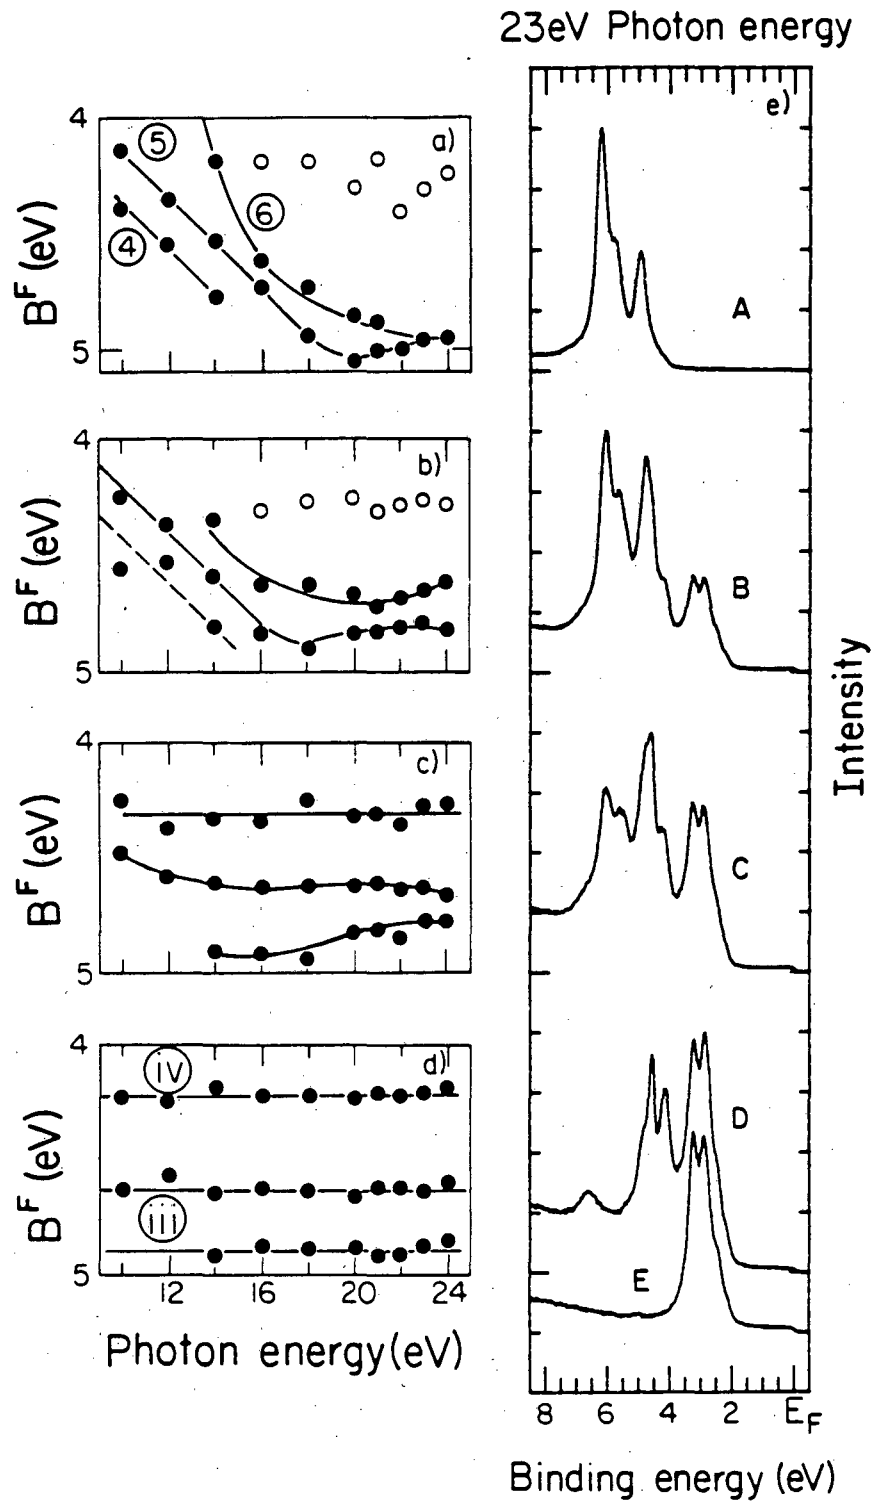 23eV Photon energy
4
5
a)
6
4
B^F (eV)
5
4
b)
B^F (eV)
5
4
c)
B^F (eV)
5
4
iv
d)
B^F (eV)
iii
5
12 16 20 24
Photon energy (eV)
e)
A
B
C
D
E
Intensity
8 6 4 2 E_F
Binding energy (eV)